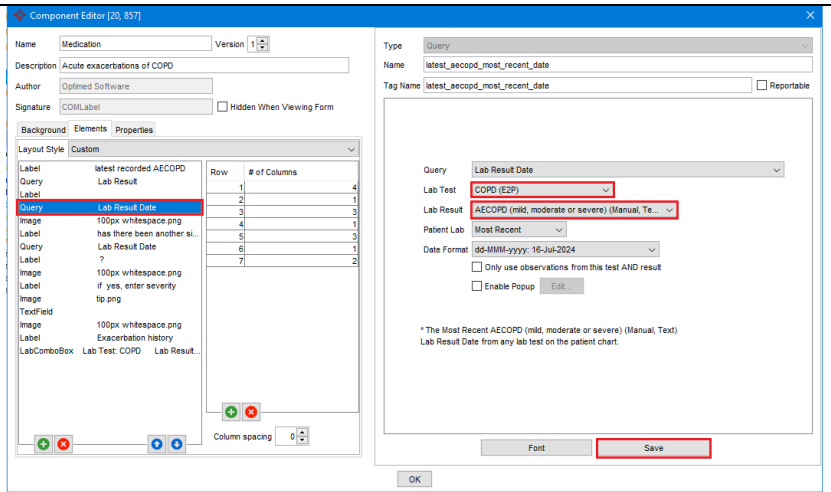 Component Editor [20, 857]
Name Medication Version 1
Description Acute exacerbations of COPD
Author Optimed Software
Signature COMLabel Hidden When Viewing Form
Background Elements Properties
Layout Style Custom
Label latest recorded AECOPD
Query Lab Result
Label
Query Lab Result Date
Image 100px whitespace.png
Label has there been another si...
Query Lab Result Date
Label ?
Image 100px whitespace.png
Label if yes, enter severity
Image tip.png
TextField
Image 100px whitespace.png
Label Exacerbation history
LabComboBox Lab Test: COPD Lab Result...
Row # of Columns
1 4
2 1
3 3
4 1
5 3
6 1
7 2
Column spacing 0
Type Query
Name latest_aecopd_most_recent_date
Tag Name latest_aecopd_most_recent_date Reportable
Query Lab Result Date
Lab Test COPD (E2P)
Lab Result AECOPD (mild, moderate or severe) (Manual, Te...
Patient Lab Most Recent
Date Format dd-MMM-yyyy: 16-Jul-2024
Only use observations from this test AND result
Enable Popup Edit...
* The Most Recent AECOPD (mild, moderate or severe) (Manual, Text)
Lab Result Date from any lab test on the patient chart.
Font Save
OK